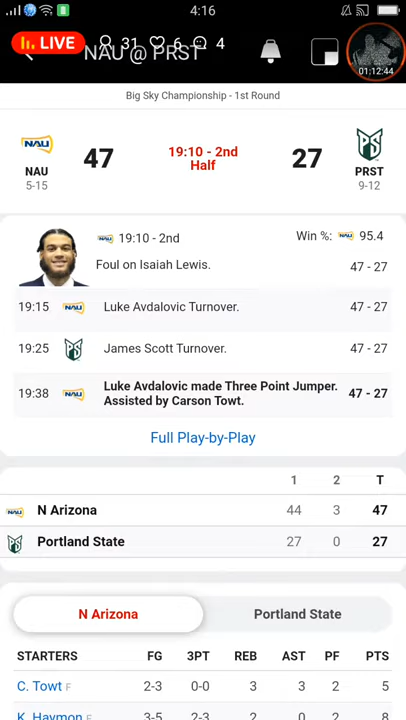 4:16
LIVE 31 6 4
NAU @ PRST
01:12:44
Big Sky Championship - 1st Round
NAU
NAU
5-15
47
19:10 - 2nd
Half
27
PRST
9-12
NAU 19:10 - 2nd
Win %: NAU 95.4
Foul on Isaiah Lewis.
47 - 27
19:15 NAU Luke Avdalovic Turnover. 47 - 27
19:25 James Scott Turnover. 47 - 27
19:38 NAU Luke Avdalovic made Three Point Jumper.
Assisted by Carson Towt. 47 - 27
Full Play-by-Play
1 2 T
NAU N Arizona 44 3 47
Portland State 27 0 27
N Arizona Portland State
STARTERS FG 3PT REB AST PF PTS
C. Towt F 2-3 0-0 3 3 2 5
K. Haymon F 3-5 2-3 2 0 2 8